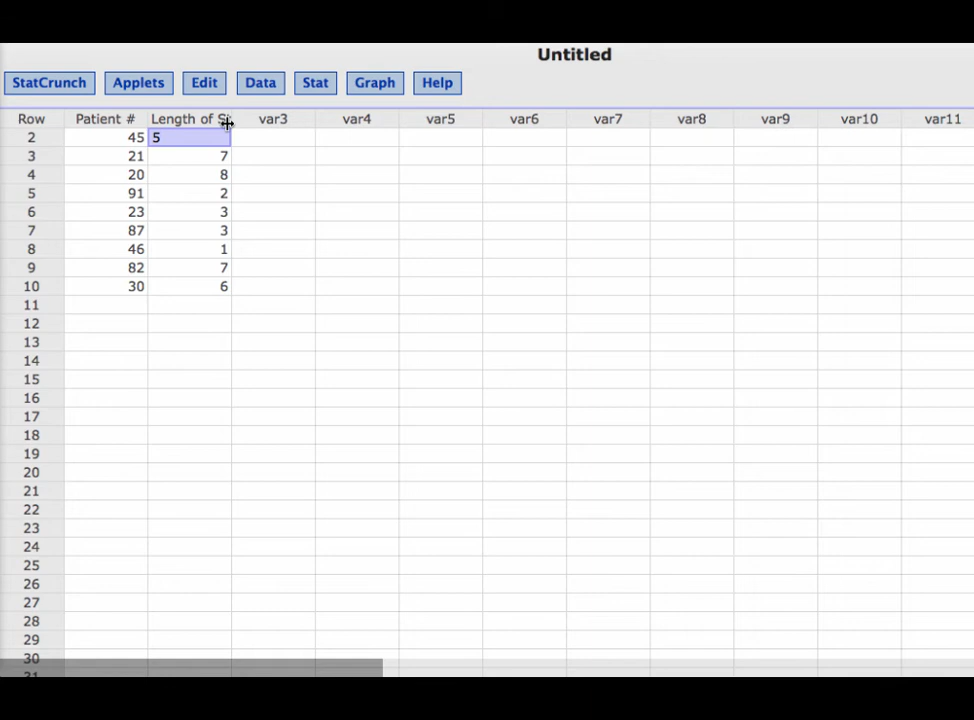 Untitled
StatCrunch Applets Edit Data Stat Graph Help
Row Patient # Length of var3 var4 var5 var6 var7 var8 var9 var10 var11
2 45 5
3 21 7
4 20 8
5 91 2
6 23 3
7 87 3
8 46 1
9 82 7
10 30 6
11
12
13
14
15
16
17
18
19
20
21
22
23
24
25
26
27
28
29
30
31